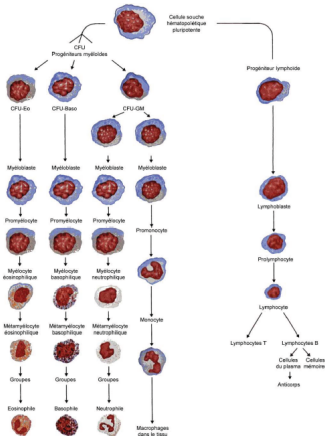 Cellule souche
hématopoïétique
pluripotente
CFU
Progéniteurs myéloïdes
Progéniteur lymphoïde
CFU-Eo
CFU-Baso
CFU-GM
Myéloblaste
Myéloblaste
Myéloblaste
Myéloblaste
Lymphoblaste
Promyélocyte
Promyélocyte
Promyélocyte
Promonocyte
Prolymphocyte
Myélocyte
éosinophilique
Myélocyte
basophilique
Myélocyte
neutrophilique
Lymphocyte
Monocyte
Métamyélocyte
éosinophilique
Métamyélocyte
basophilique
Métamyélocyte
neutrophilique
Lymphocytes T
Lymphocytes B
Cellules
du plasma
Cellules
mémoire
Groupes
Groupes
Groupes
Anticorps
Eosinophile
Basophile
Neutrophile
Macrophages
dans le tissu